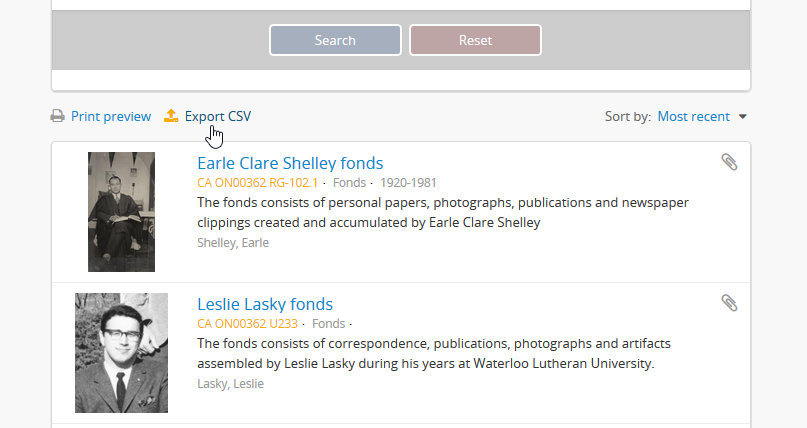 Search Reset
Print preview Export CSV Sort by: Most recent
Earle Clare Shelley fonds
CA ON00362 RG-102.1 · Fonds · 1920-1981
The fonds consists of personal papers, photographs, publications and newspaper
clippings created and accumulated by Earle Clare Shelley
Shelley, Earle
Leslie Lasky fonds
CA ON00362 U233 · Fonds ·
The fonds consists of correspondence, publications, photographs and artifacts
assembled by Leslie Lasky during his years at Waterloo Lutheran University.
Lasky, Leslie